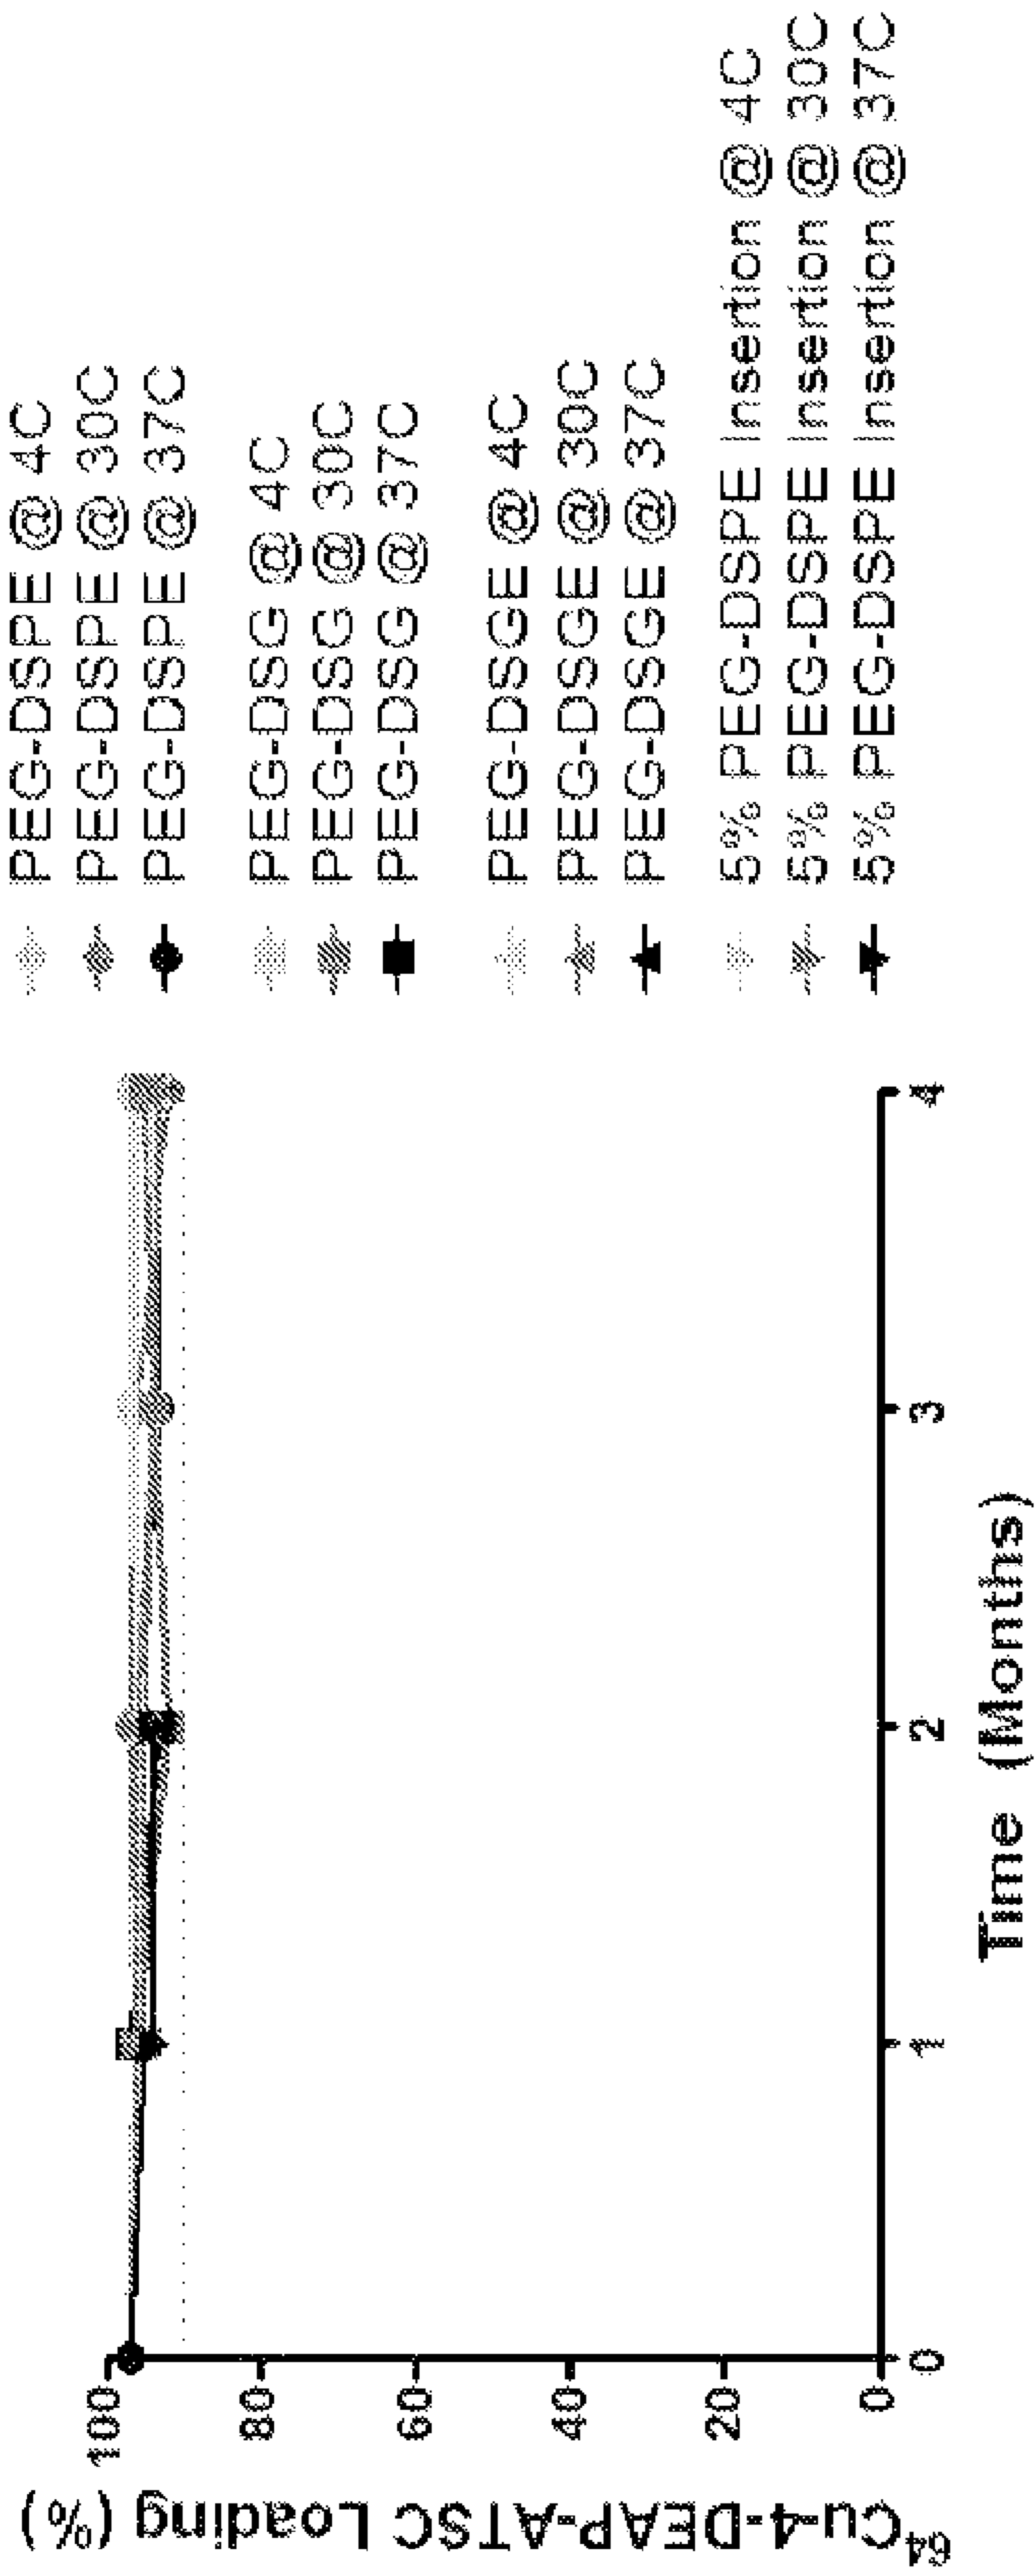 ⁶⁴Cu-4-DEAP-ATSC Loading (%)
100
80
60
40
20
0
0 1 2 3 4
Time (Months)
PEG-DSPE @ 4C
PEG-DSPE @ 30C
PEG-DSPE @ 37C
PEG-DSG @ 4C
PEG-DSG @ 30C
PEG-DSG @ 37C
PEG-DSGE @ 4C
PEG-DSGE @ 30C
PEG-DSGE @ 37C
5% PEG-DSPE Insertion @ 4C
5% PEG-DSPE Insertion @ 30C
5% PEG-DSPE Insertion @ 37C